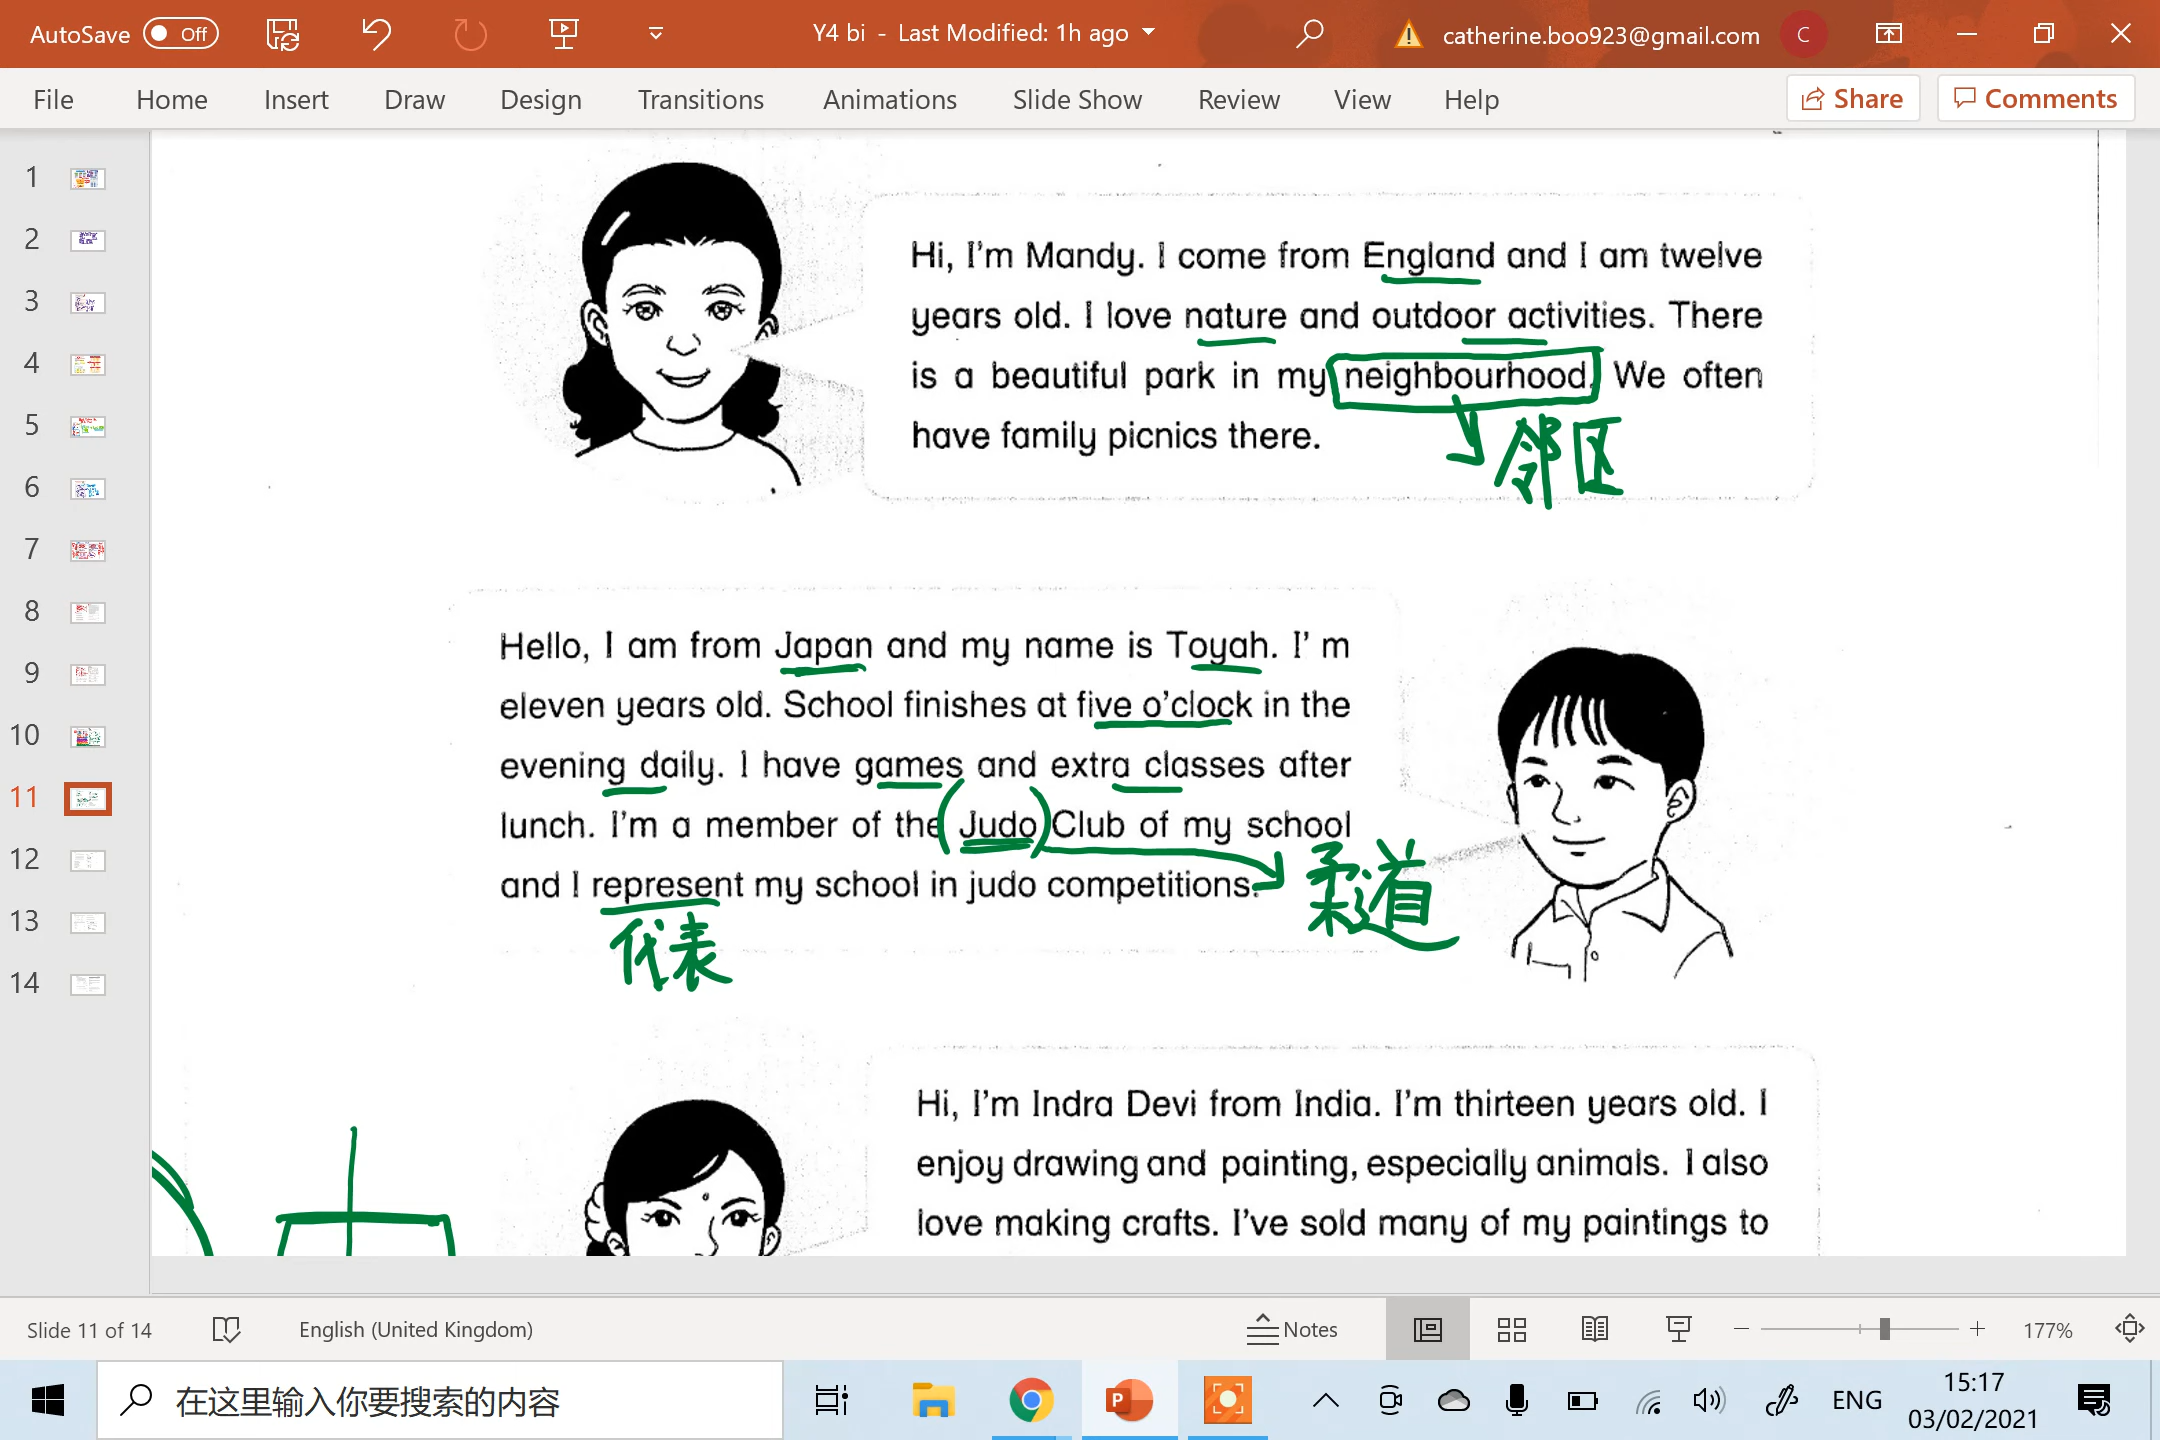 AutoSave Off Y4 bi - Last Modified: 1h ago catherine.boo923@gmail.com C
File Home Insert Draw Design Transitions Animations Slide Show Review View Help Share Comments
1
2
3
4
5
6
7
8
9
10
11
12
13
14
Hi, I'm Mandy. I come from England and I am twelve
years old. I love nature and outdoor activities. There
is a beautiful park in my neighbourhood. We often
have family picnics there.
邻区
Hello, I am from Japan and my name is Toyah. I' m
eleven years old. School finishes at five o'clock in the
evening daily. I have games and extra classes after
lunch. I'm a member of the (Judo) Club of my school
and I represent my school in judo competitions.
柔道
代表
Hi, I'm Indra Devi from India. I'm thirteen years old. I
enjoy drawing and painting, especially animals. I also
love making crafts. I've sold many of my paintings to
Slide 11 of 14 English (United Kingdom) Notes 177%
在这里输入你要搜索的内容 P ENG 15:17
03/02/2021